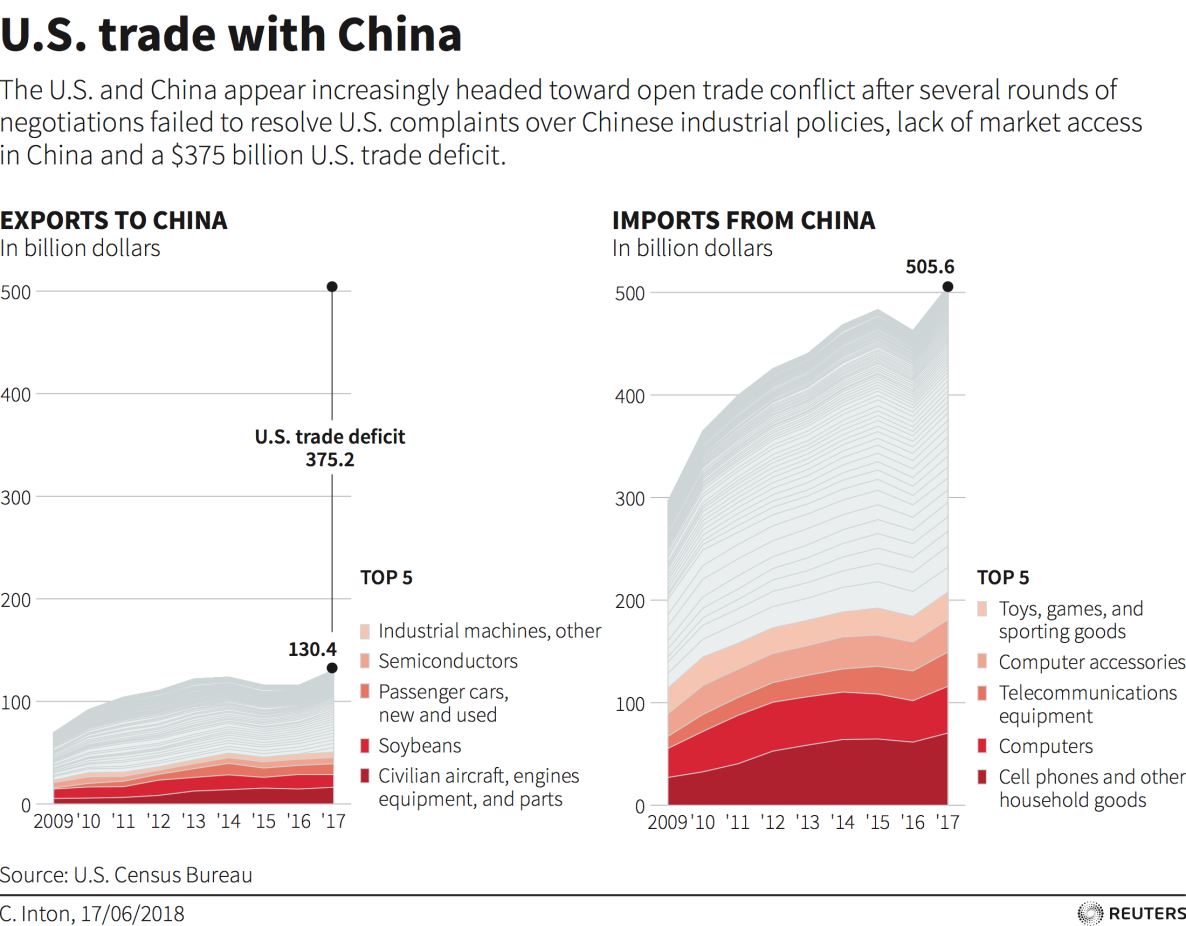 U.S. trade with China
The U.S. and China appear increasingly headed toward open trade conflict after several rounds of
negotiations failed to resolve U.S. complaints over Chinese industrial policies, lack of market access
in China and a $375 billion U.S. trade deficit.
EXPORTS TO CHINA
In billion dollars
500
400
300
200
100
0
U.S. trade deficit
375.2
130.4
2009 '10 '11 '12 '13 '14 '15 '16 '17
TOP 5
Industrial machines, other
Semiconductors
Passenger cars,
new and used
Soybeans
Civilian aircraft, engines
equipment, and parts
IMPORTS FROM CHINA
In billion dollars
505.6
500
400
300
200
100
0
2009 '10 '11 '12 '13 '14 '15 '16 '17
TOP 5
Toys, games, and
sporting goods
Computer accessories
Telecommunications
equipment
Computers
Cell phones and other
household goods
Source: U.S. Census Bureau
C. Inton, 17/06/2018
REUTERS